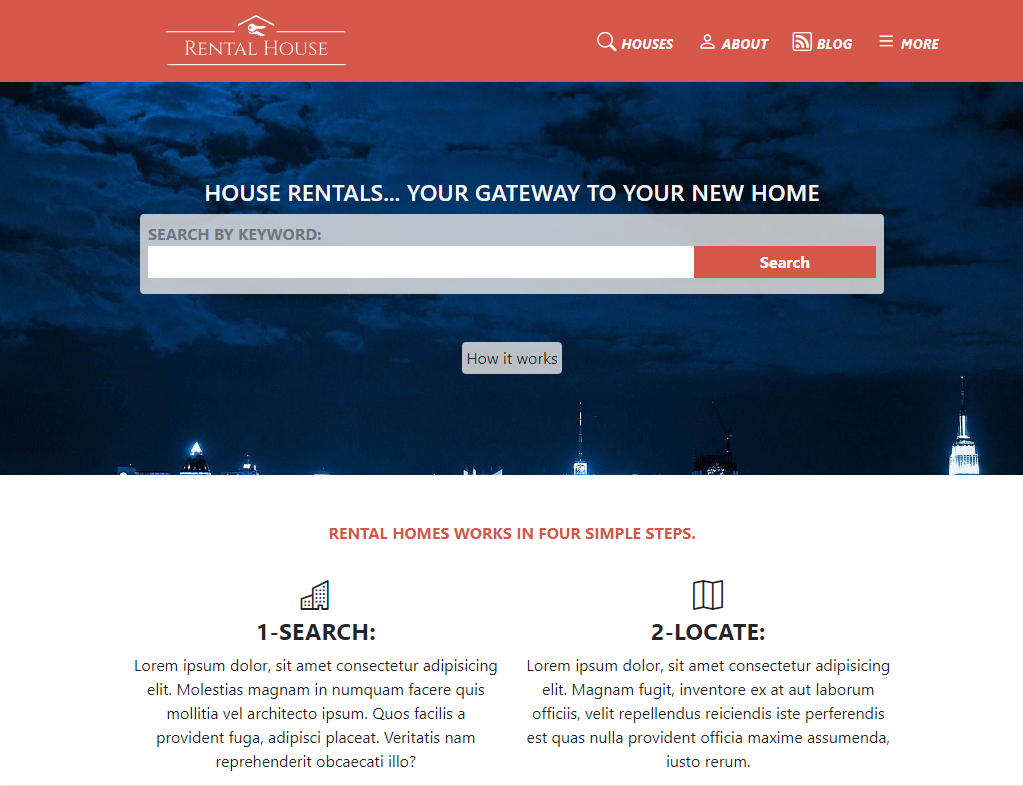 Rental House
HOUSES
ABOUT
BLOG
MORE
HOUSE RENTALS... YOUR GATEWAY TO YOUR NEW HOME
SEARCH BY KEYWORD:
Search
How it works
RENTAL HOMES WORKS IN FOUR SIMPLE STEPS.
1-SEARCH:
Lorem ipsum dolor, sit amet consectetur adipisicing
elit. Molestias magnam in numquam facere quis
mollitia vel architecto ipsum. Quos facilis a
provident fuga, adipisci placeat. Veritatis nam
reprehenderit obcaecati illo?
2-LOCATE:
Lorem ipsum dolor, sit amet consectetur adipisicing
elit. Magnam fugit, inventore ex at aut laborum
officiis, velit repellendus reiciendis iste perferendis
est quas nulla provident officia maxime assumenda,
iusto rerum.